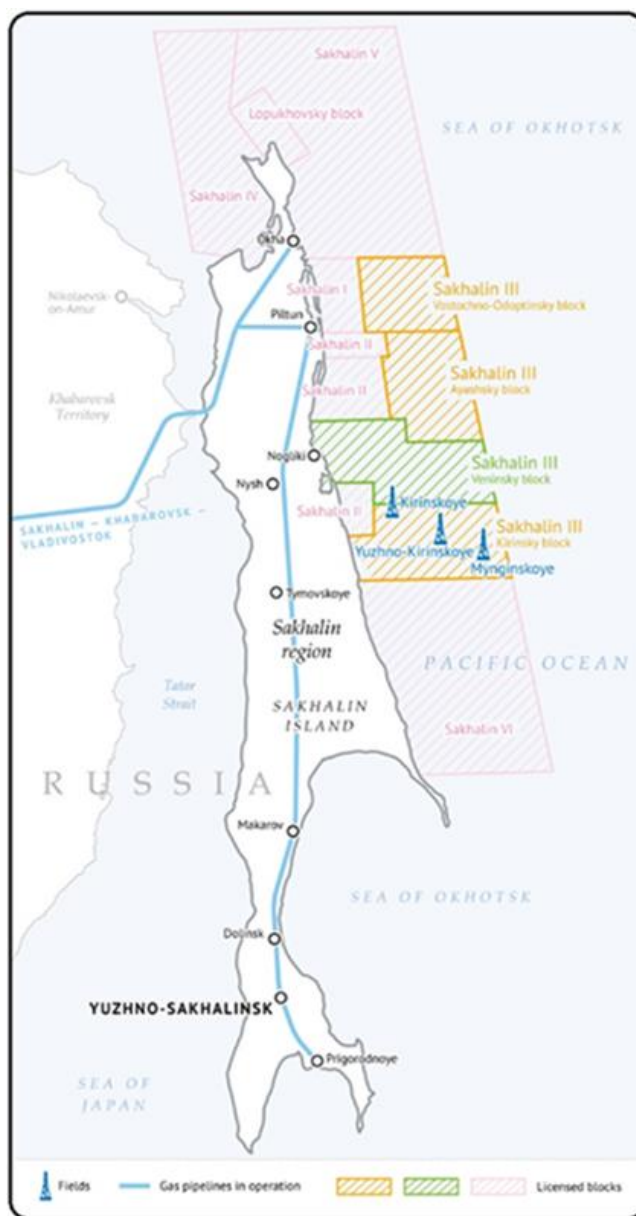 Sakhalin V
Lopukhovsky block
SEA OF OKHOTSK
Sakhalin IV
Okha
Nikolaevsk-
on-Amur
Sakhalin I
Sakhalin III
Vostochno-Odoptinsky block
Piltun
Sakhalin II
Khabarovsk
Territory
Sakhalin II
Sakhalin III
Ayashsky block
Nogliki
Sakhalin III
Veninsky block
Nysh
Sakhalin II
Kirinskoye
SAKHALIN — KHABAROVSK —
VLADIVOSTOK
Sakhalin III
Kirinsky block
Yuzhno-Kirinskoye
Mynginskoye
Tymovskoye
Sakhalin
region
PACIFIC OCEAN
Tatar
Strait
SAKHALIN
ISLAND
Sakhalin VI
RUSSIA
Makarov
SEA OF OKHOTSK
Dolinsk
YUZHNO-SAKHALINSK
Prigorodnoye
SEA OF
JAPAN
Fields
Gas pipelines in operation
Licensed blocks